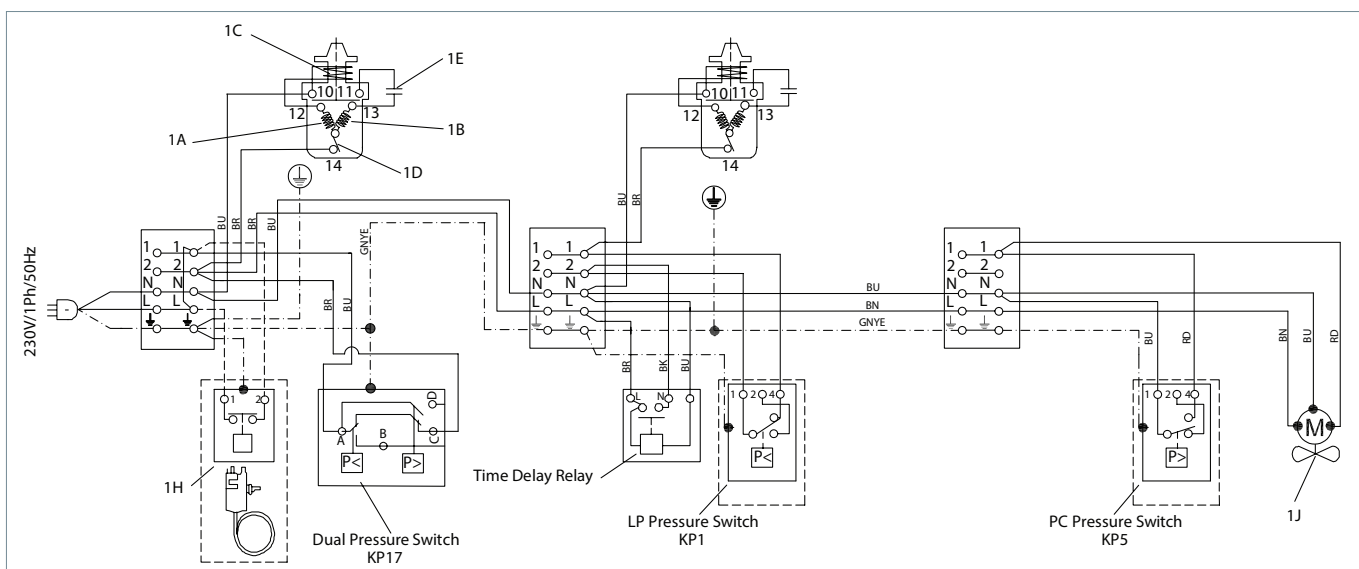 1C
1E
10 11
12 13
1A
1B
14
1D
10 11
12 13
14
BU
BR
BR
BU
BU
BR
GNYE
230V/1Ph/50Hz
1 1
2 2
N N
L L
1 1
2 2
N N
L L
1 1
2 2
N N
L L
BU
BN
GNYE
BR
BU
BR
BK
BU
BU
RD
BN
BU
RD
1 2
L N
1 2 4
1 2 4
D
A B C
P< P>
P<
P>
M
1H
Time Delay Relay
Dual Pressure Switch
KP17
LP Pressure Switch
KP1
PC Pressure Switch
KP5
1J